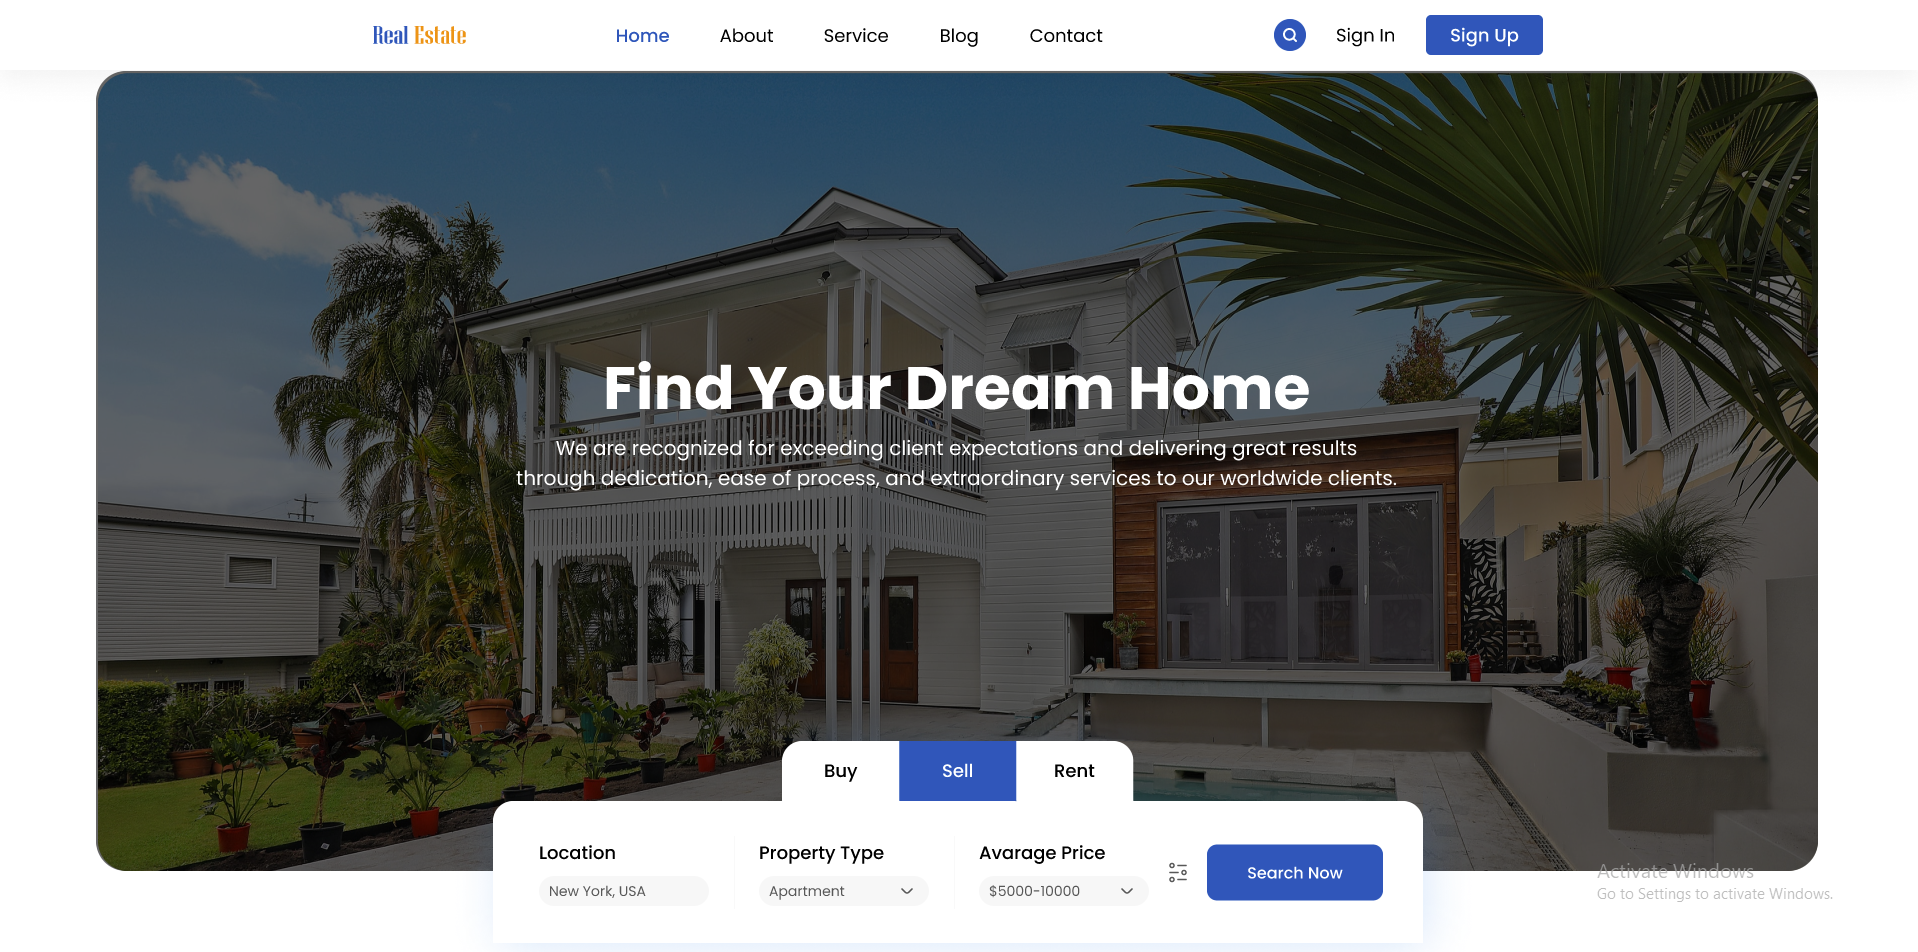 Real Estate
Home
About
Service
Blog
Contact
Sign In
Sign Up
Find Your Dream Home
We are recognized for exceeding client expectations and delivering great results
through dedication, ease of process, and extraordinary services to our worldwide clients.
Buy
Sell
Rent
Location
New York, USA
Property Type
Apartment
Avarage Price
$5000-10000
Search Now
Activate Windows
Go to Settings to activate Windows.